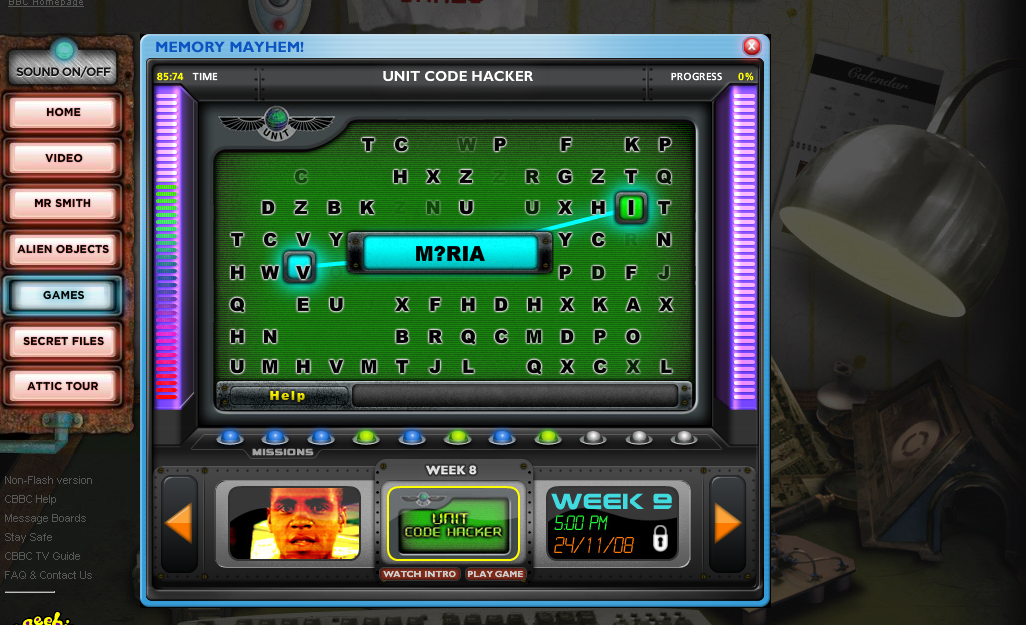 BBC Homepage
MEMORY MAYHEM!
X
SOUND ON/OFF
HOME
VIDEO
MR SMITH
ALIEN OBJECTS
GAMES
SECRET FILES
ATTIC TOUR
Non-Flash version
CBBC Help
Message Boards
Stay Safe
CBBC TV Guide
FAQ & Contact Us
85:74 TIME
UNIT CODE HACKER
PROGRESS 0%
UNIT
T C W P F K P
C H X Z Z R G Z T Q
D Z B K Z N U U X H I T
T C V Y Y C R N
M?RIA
H W V P D F J
Q E U X F H D H X K A X
H N B R Q C M D P O
U M H V M T J L Q X C X L
Help
MISSIONS
WEEK 8
UNIT
CODE HACKER
WATCH INTRO
PLAY GAME
WEEK 9
5:00 PM
24/11/08
Calendar